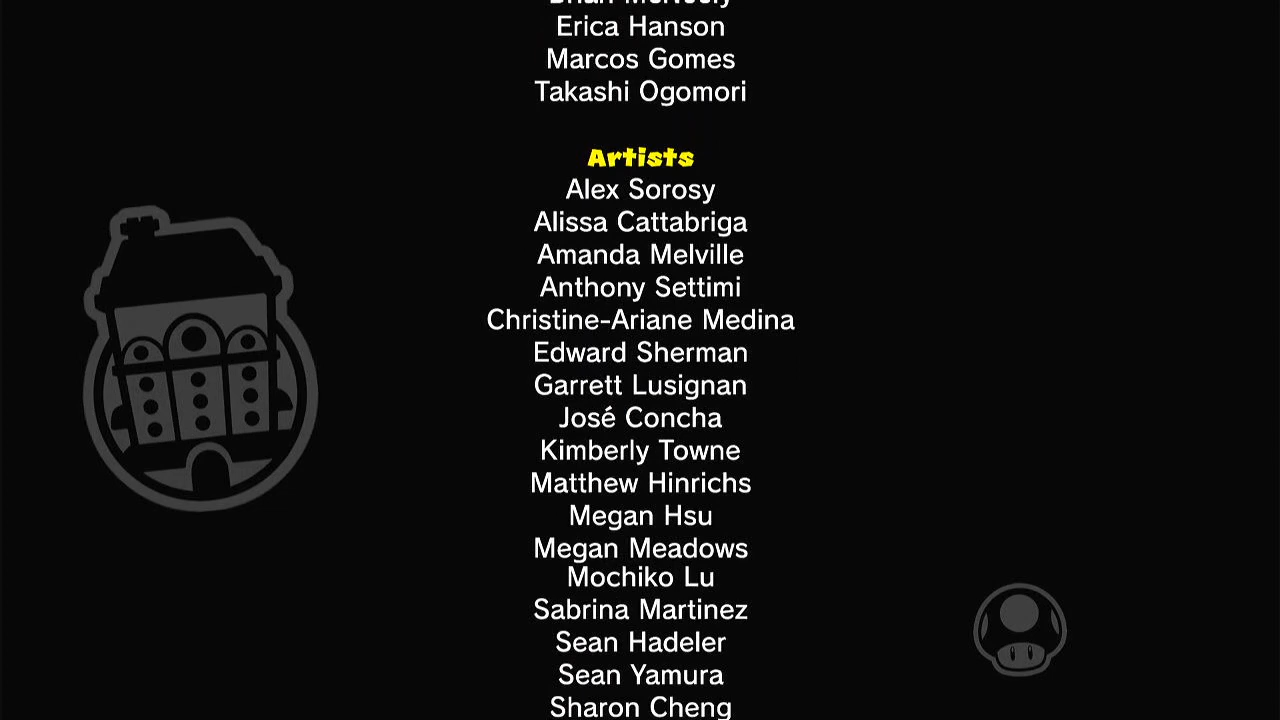 Erica Hanson
Marcos Gomes
Takashi Ogomori
Artists
Alex Sorosy
Alissa Cattabriga
Amanda Melville
Anthony Settimi
Christine-Ariane Medina
Edward Sherman
Garrett Lusignan
José Concha
Kimberly Towne
Matthew Hinrichs
Megan Hsu
Megan Meadows
Mochiko Lu
Sabrina Martinez
Sean Hadeler
Sean Yamura
Sharon Cheng